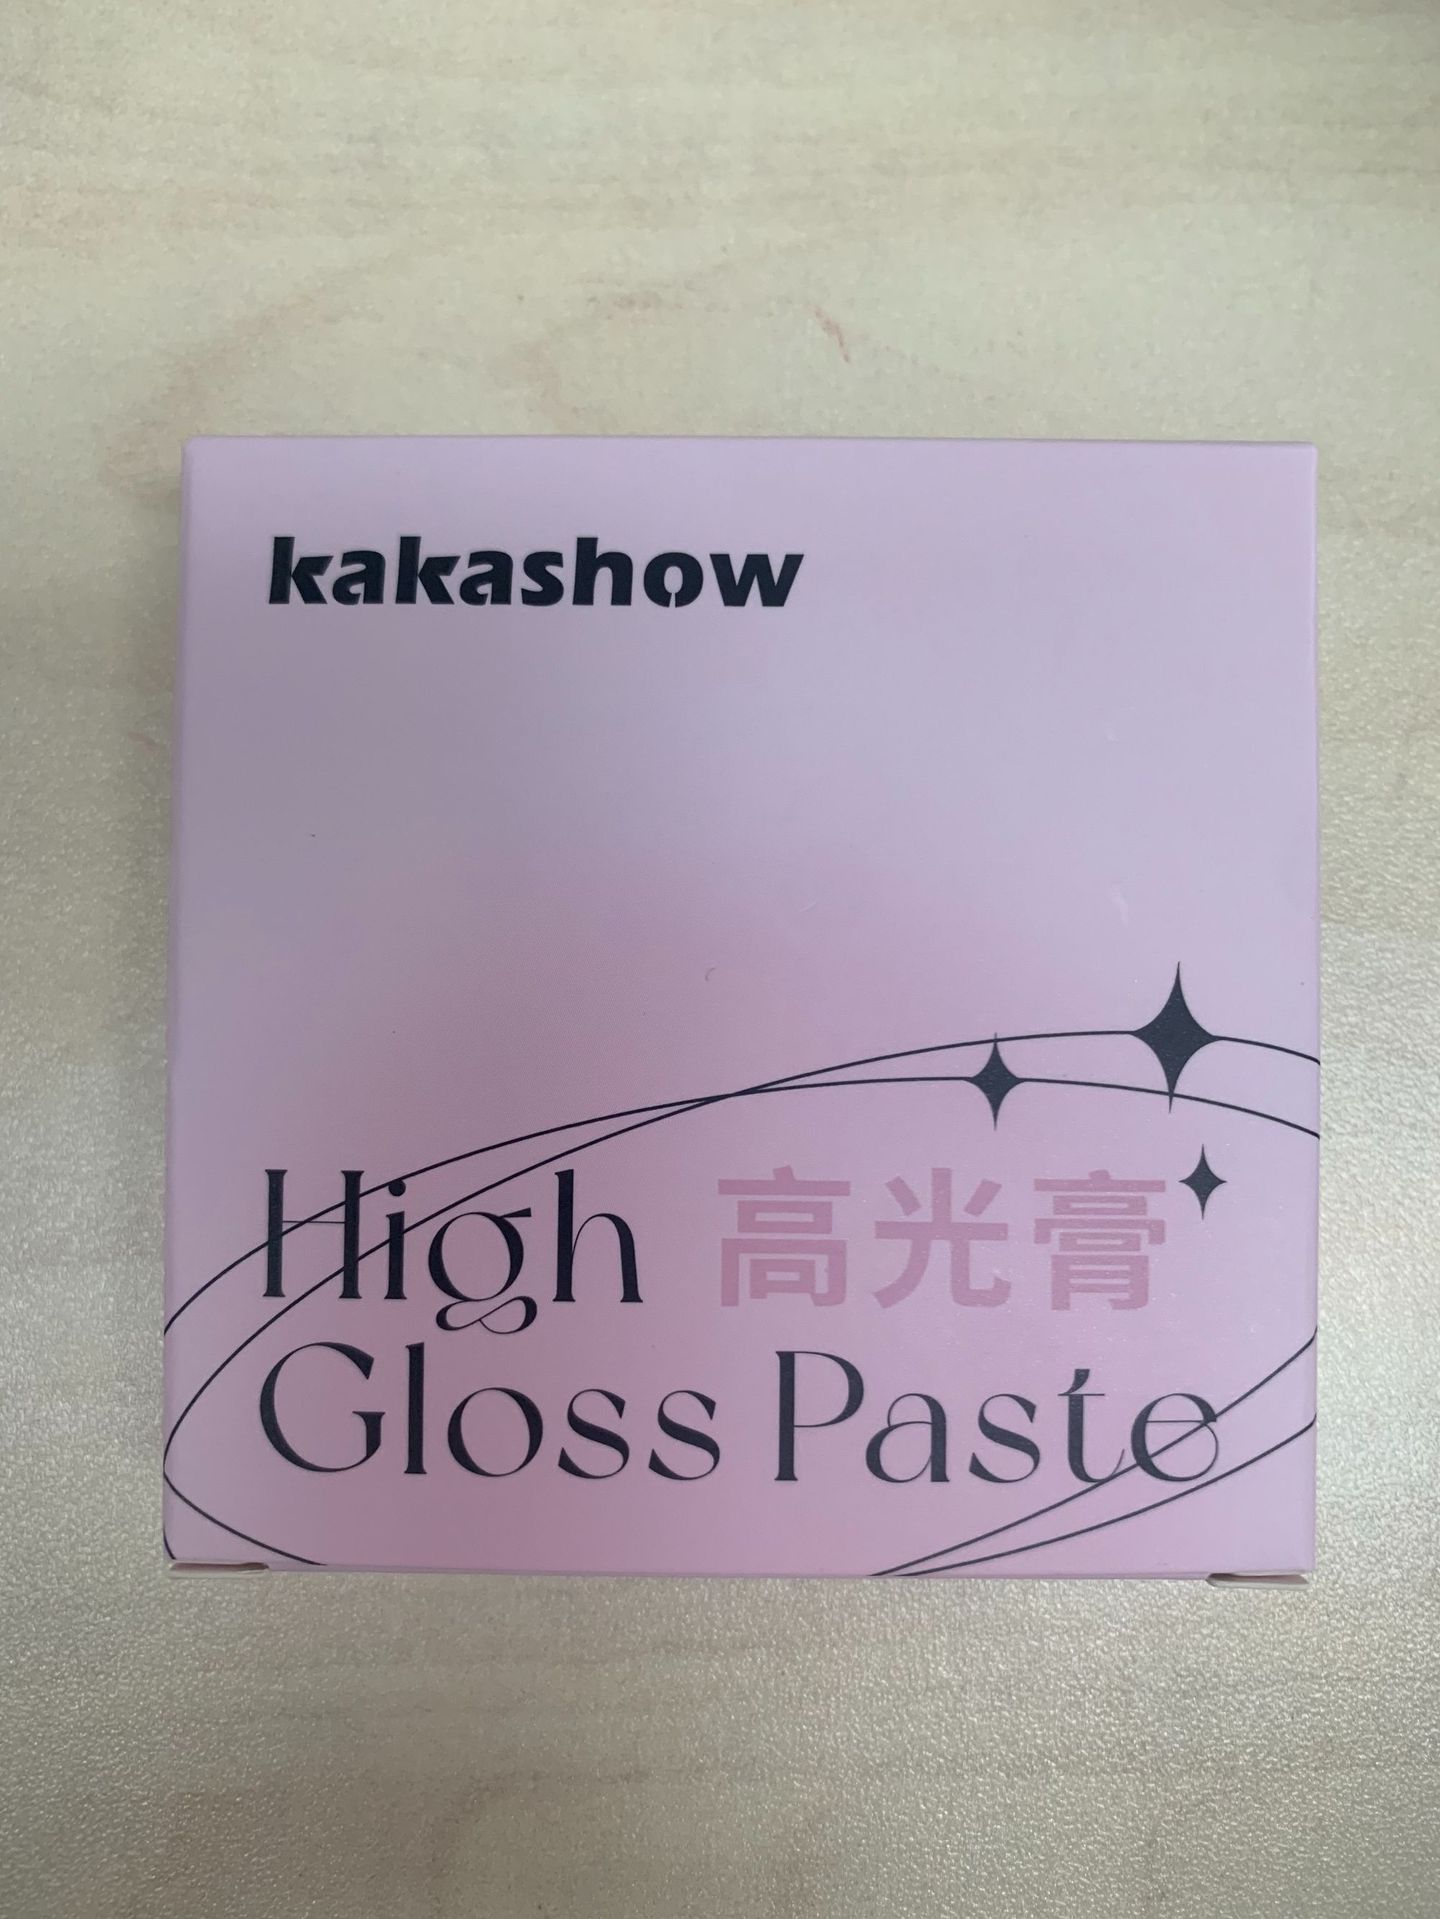 kakashow
High 高光膏
Gloss Paste